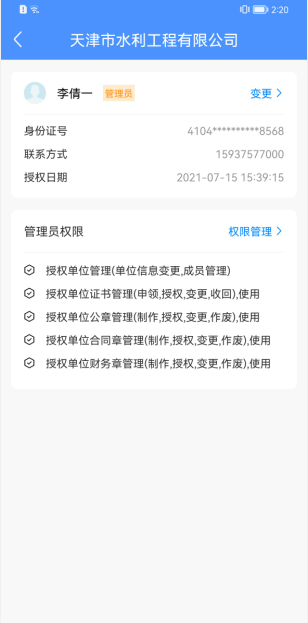 2:20
天津市水利工程有限公司
李倩一 管理员 变更
身份证号 4104**********8568
联系方式 15937577000
授权日期 2021-07-15 15:39:15
管理员权限 权限管理
授权单位管理(单位信息变更,成员管理)
授权单位证书管理(申领,授权,变更,收回),使用
授权单位公章管理(制作,授权,变更,作废),使用
授权单位合同章管理(制作,授权,变更,作废),使用
授权单位财务章管理(制作,授权,变更,作废),使用